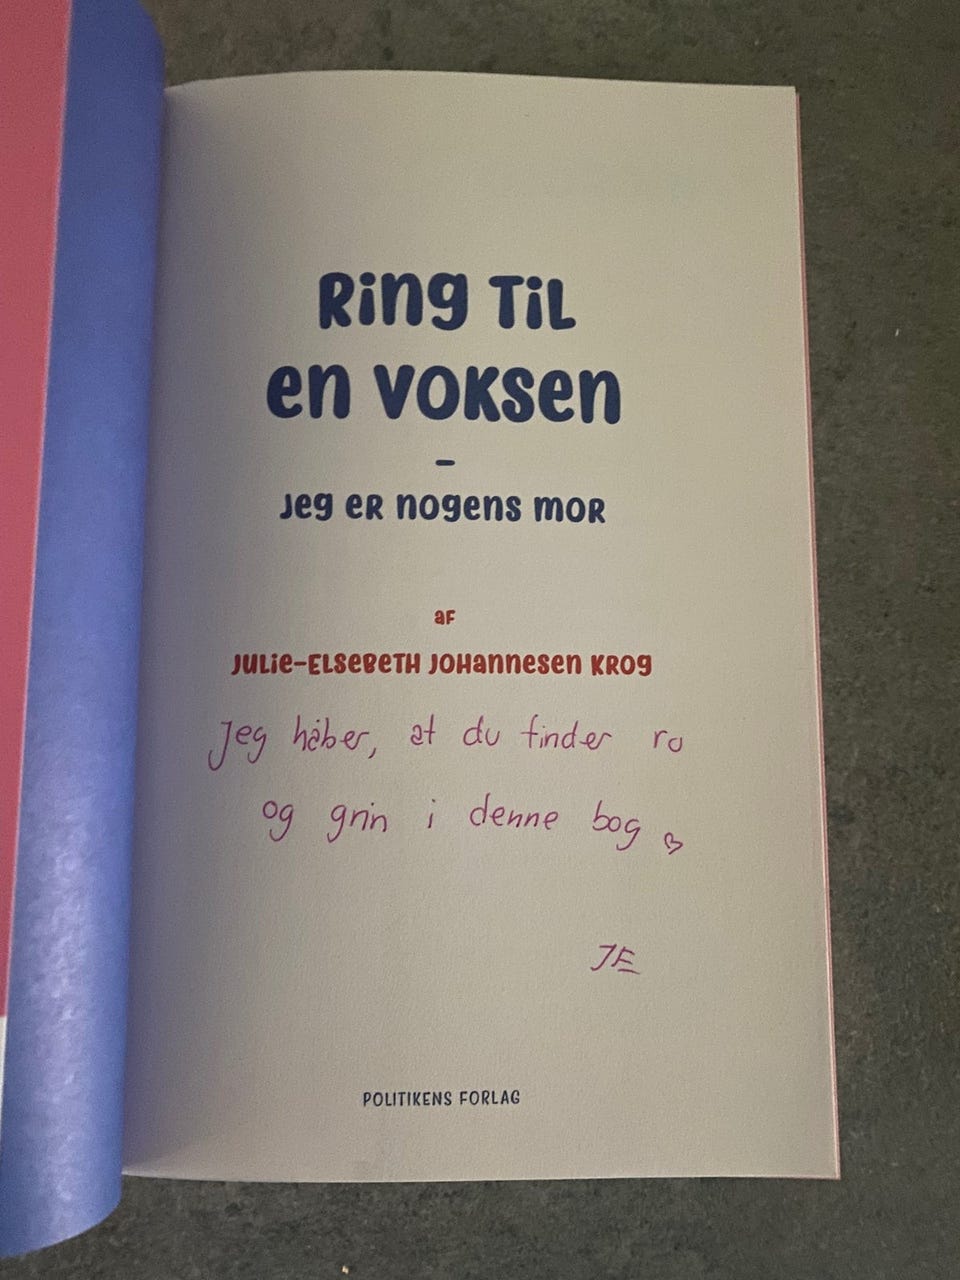 Ring Til
en voksen
–
Jeg er nogens mor
af
Julie-Elsebeth Johannesen Krog
Jeg håber, at du finder ro
og grin i denne bog ♡
JE
POLITIKENS FORLAG